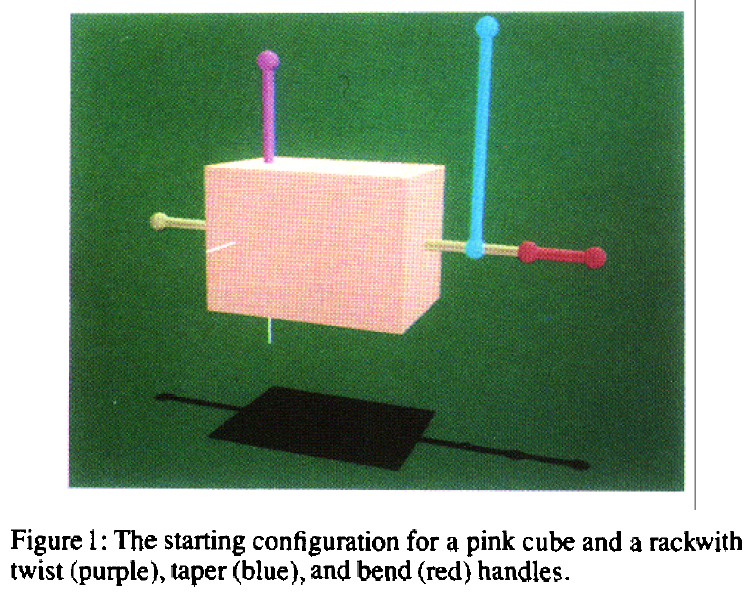 Figure 1: The starting configuration for a pink cube and a rackwith
twist (purple), taper (blue), and bend (red) handles.